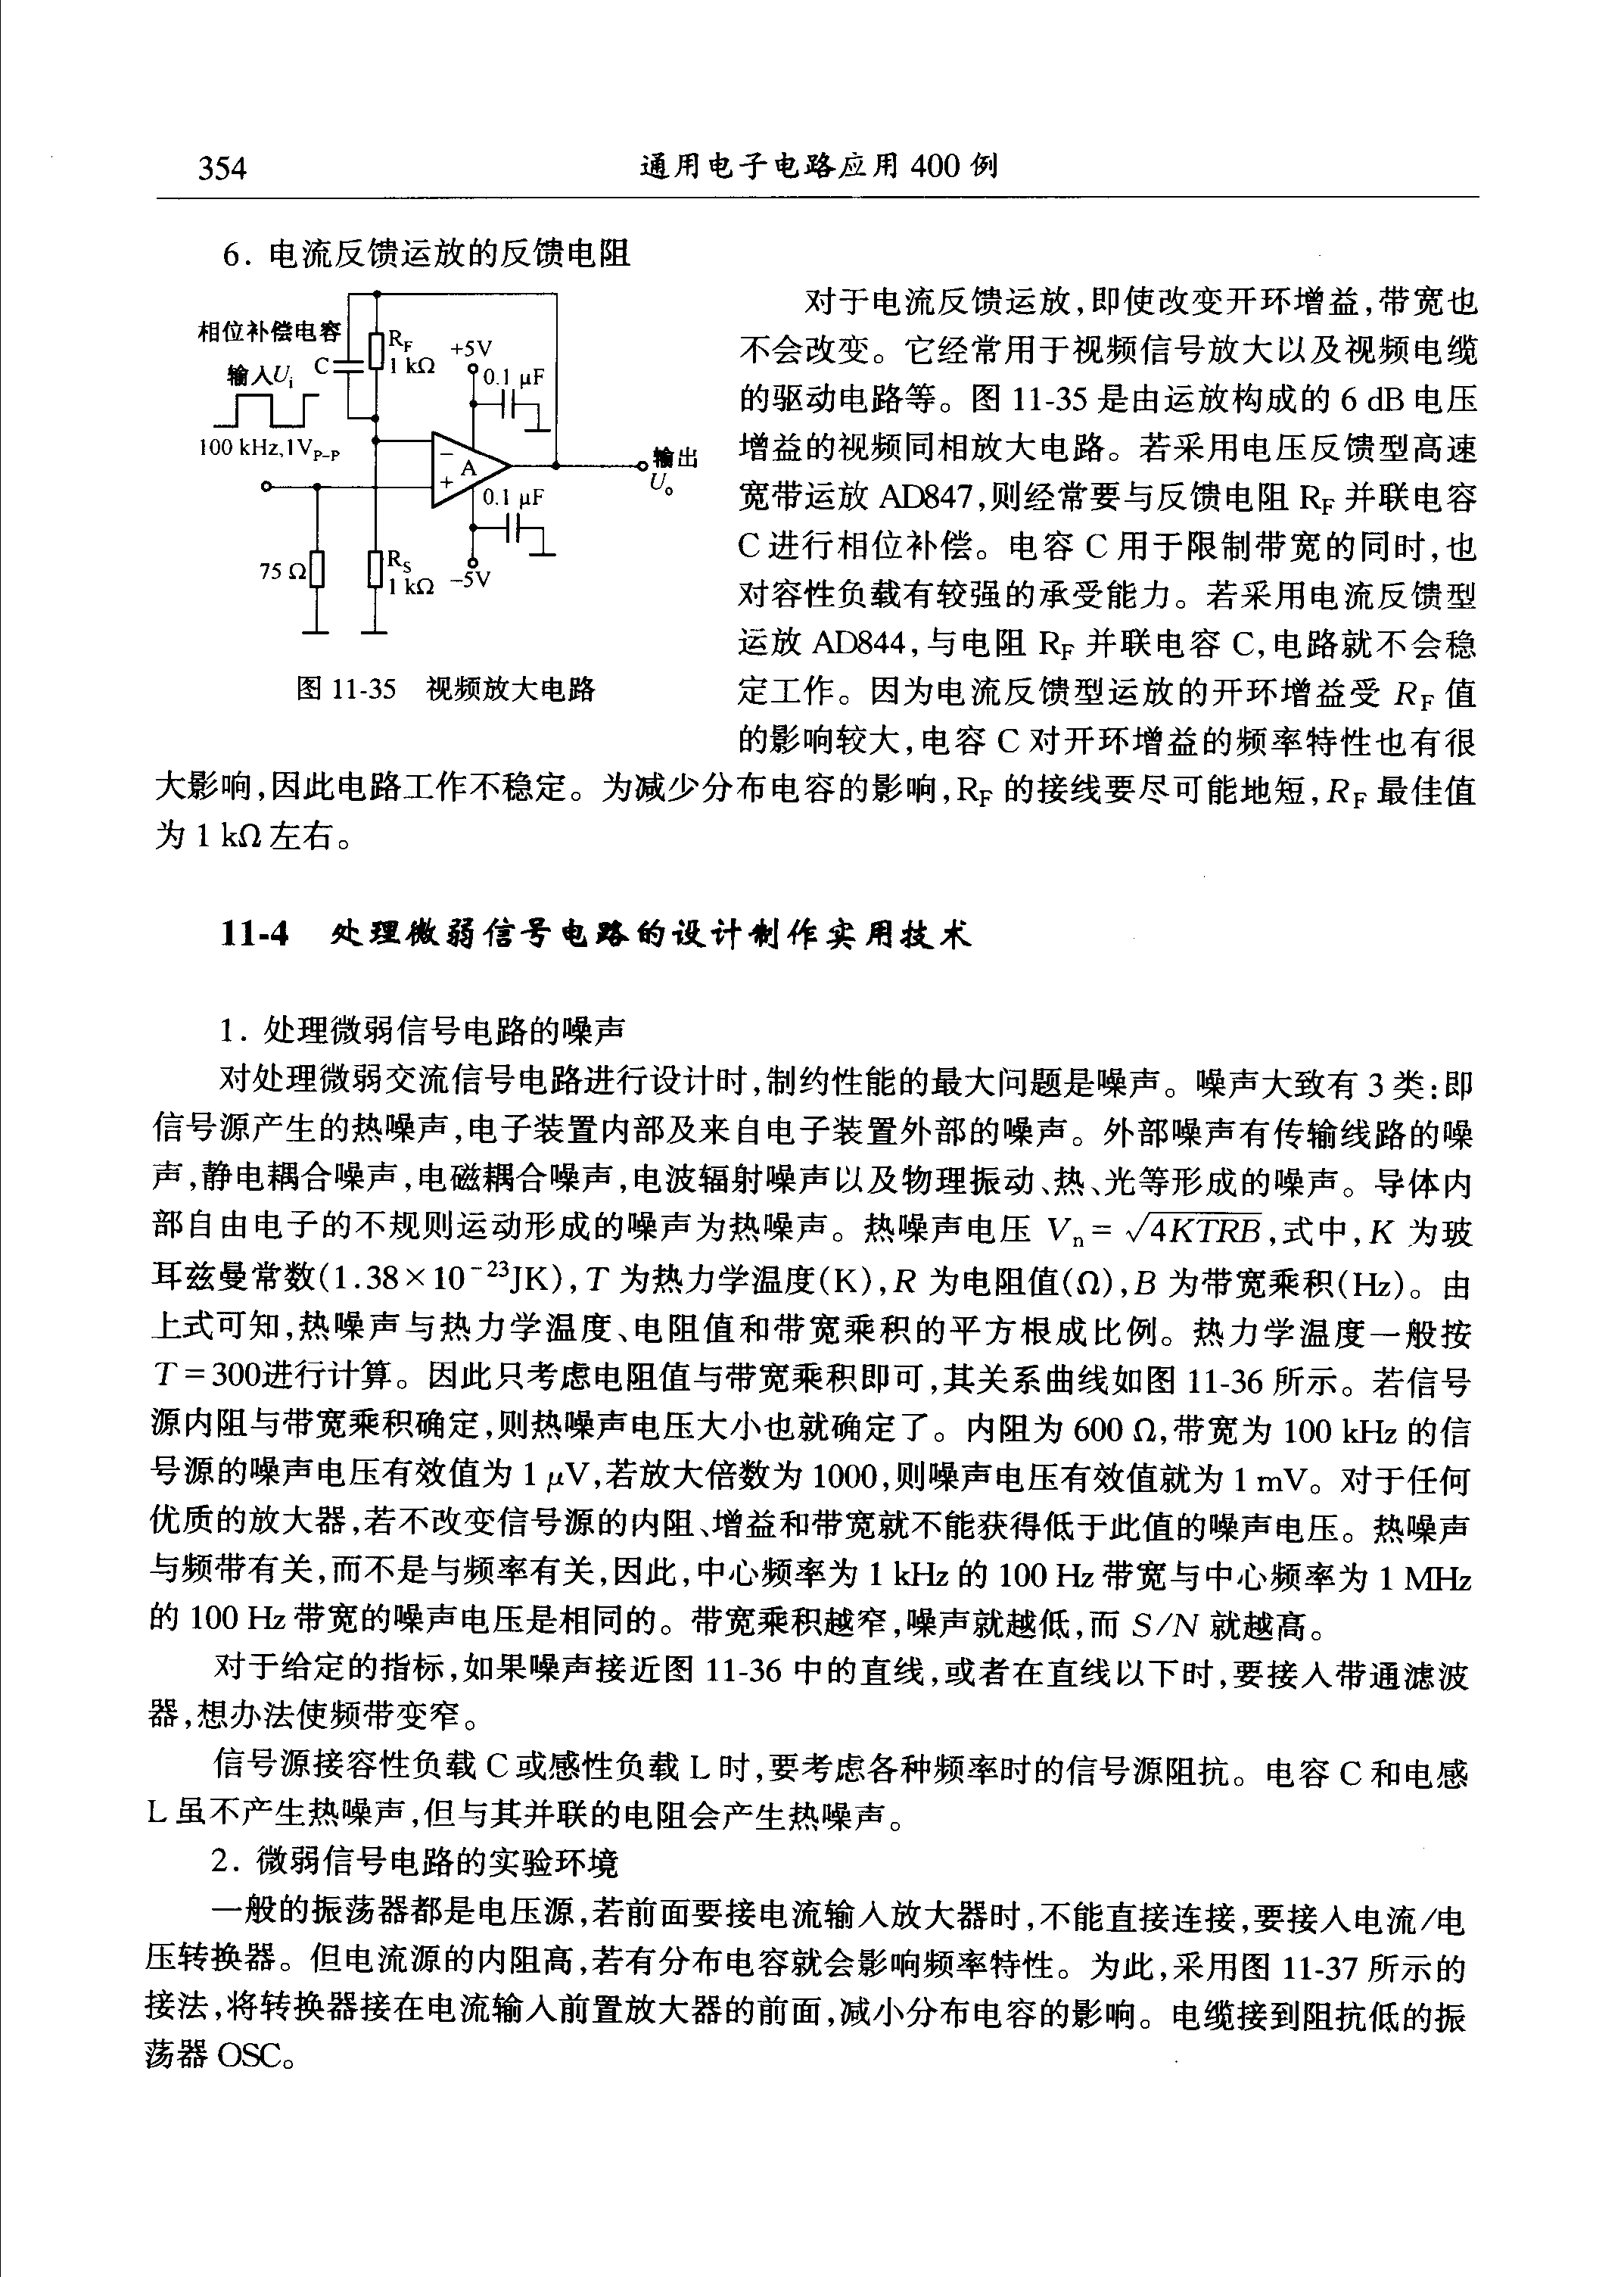 354
通用电子电路应用 400 例
6. 电流反馈运放的反馈电阻
相位补偿电容
C
R_F
1 kΩ
+5V
0.1 μF
输入U_i
100 kHz,1V_P-P
A
−
+
输出
U_o
0.1 μF
75 Ω
R_S
1 kΩ
-5V
图 11-35 视频放大电路
对于电流反馈运放,即使改变开环增益,带宽也
不会改变。它经常用于视频信号放大以及视频电缆
的驱动电路等。图 11-35 是由运放构成的 6 dB 电压
增益的视频同相放大电路。若采用电压反馈型高速
宽带运放 AD847,则经常要与反馈电阻 R_F 并联电容
C 进行相位补偿。电容 C 用于限制带宽的同时,也
对容性负载有较强的承受能力。若采用电流反馈型
运放 AD844,与电阻 R_F 并联电容 C,电路就不会稳
定工作。因为电流反馈型运放的开环增益受 R_F 值
的影响较大,电容 C 对开环增益的频率特性也有很
大影响,因此电路工作不稳定。为减少分布电容的影响,R_F 的接线要尽可能地短,R_F 最佳值
为 1 kΩ 左右。
11-4 处理微弱信号电路的设计制作实用技术
1. 处理微弱信号电路的噪声
对处理微弱交流信号电路进行设计时,制约性能的最大问题是噪声。噪声大致有 3 类:即
信号源产生的热噪声,电子装置内部及来自电子装置外部的噪声。外部噪声有传输线路的噪
声,静电耦合噪声,电磁耦合噪声,电波辐射噪声以及物理振动、热、光等形成的噪声。导体内
部自由电子的不规则运动形成的噪声为热噪声。热噪声电压 V_n = √4KTRB,式中,K 为玻
耳兹曼常数(1.38×10⁻²³JK),T 为热力学温度(K),R 为电阻值(Ω),B 为带宽乘积(Hz)。由
上式可知,热噪声与热力学温度、电阻值和带宽乘积的平方根成比例。热力学温度一般按
T=300进行计算。因此只考虑电阻值与带宽乘积即可,其关系曲线如图 11-36 所示。若信号
源内阻与带宽乘积确定,则热噪声电压大小也就确定了。内阻为 600 Ω,带宽为 100 kHz 的信
号源的噪声电压有效值为 1 μV,若放大倍数为 1000,则噪声电压有效值就为 1 mV。对于任何
优质的放大器,若不改变信号源的内阻、增益和带宽就不能获得低于此值的噪声电压。热噪声
与频带有关,而不是与频率有关,因此,中心频率为 1 kHz 的 100 Hz 带宽与中心频率为 1 MHz
的 100 Hz 带宽的噪声电压是相同的。带宽乘积越窄,噪声就越低,而 S/N 就越高。
对于给定的指标,如果噪声接近图 11-36 中的直线,或者在直线以下时,要接入带通滤波
器,想办法使频带变窄。
信号源接容性负载 C 或感性负载 L 时,要考虑各种频率时的信号源阻抗。电容 C 和电感
L 虽不产生热噪声,但与其并联的电阻会产生热噪声。
2. 微弱信号电路的实验环境
一般的振荡器都是电压源,若前面要接电流输入放大器时,不能直接连接,要接入电流/电
压转换器。但电流源的内阻高,若有分布电容就会影响频率特性。为此,采用图 11-37 所示的
接法,将转换器接在电流输入前置放大器的前面,减小分布电容的影响。电缆接到阻抗低的振
荡器 OSC。